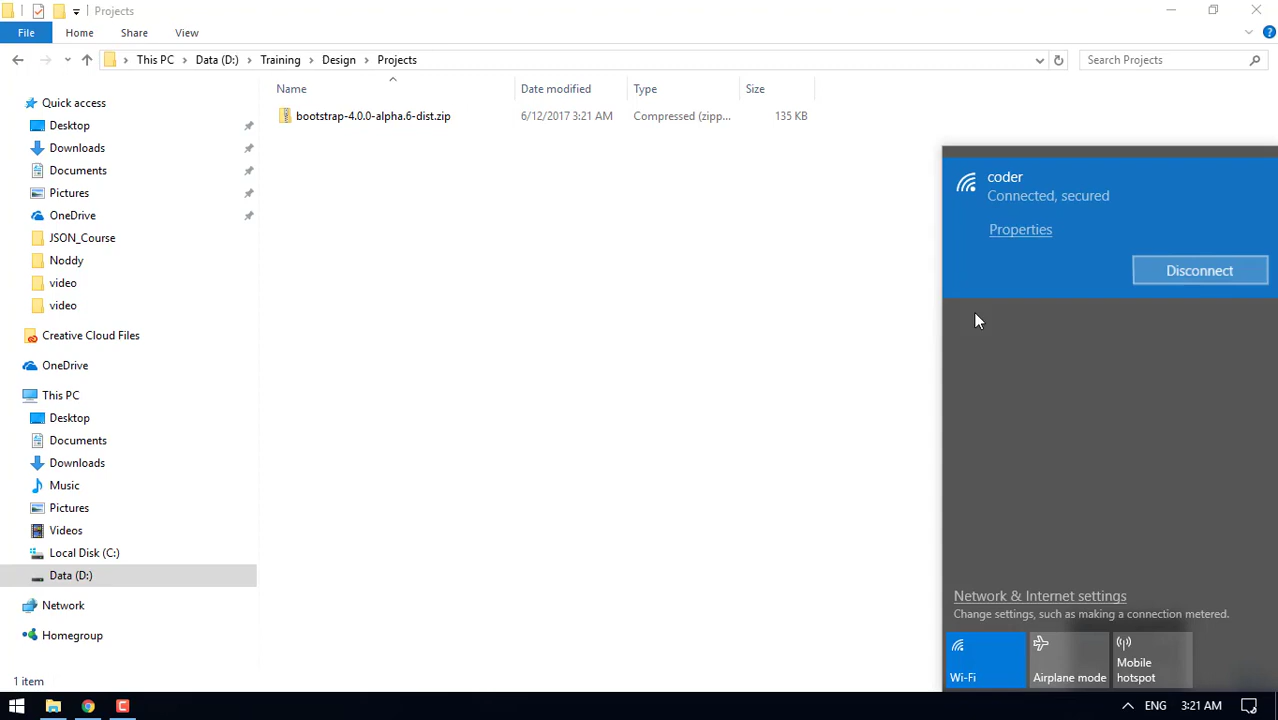 Projects
File Home Share View
This PC Data (D:) Training Design Projects Search Projects
Name Date modified Type Size
bootstrap-4.0.0-alpha.6-dist.zip 6/12/2017 3:21 AM Compressed (zipp... 135 KB
Quick access
Desktop
Downloads
Documents
Pictures
OneDrive
JSON_Course
Noddy
video
video
Creative Cloud Files
OneDrive
This PC
Desktop
Documents
Downloads
Music
Pictures
Videos
Local Disk (C:)
Data (D:)
Network
Homegroup
1 item
coder
Connected, secured
Properties
Disconnect
Network & Internet settings
Change settings, such as making a connection metered.
Wi-Fi
Airplane mode
Mobile
hotspot
ENG 3:21 AM